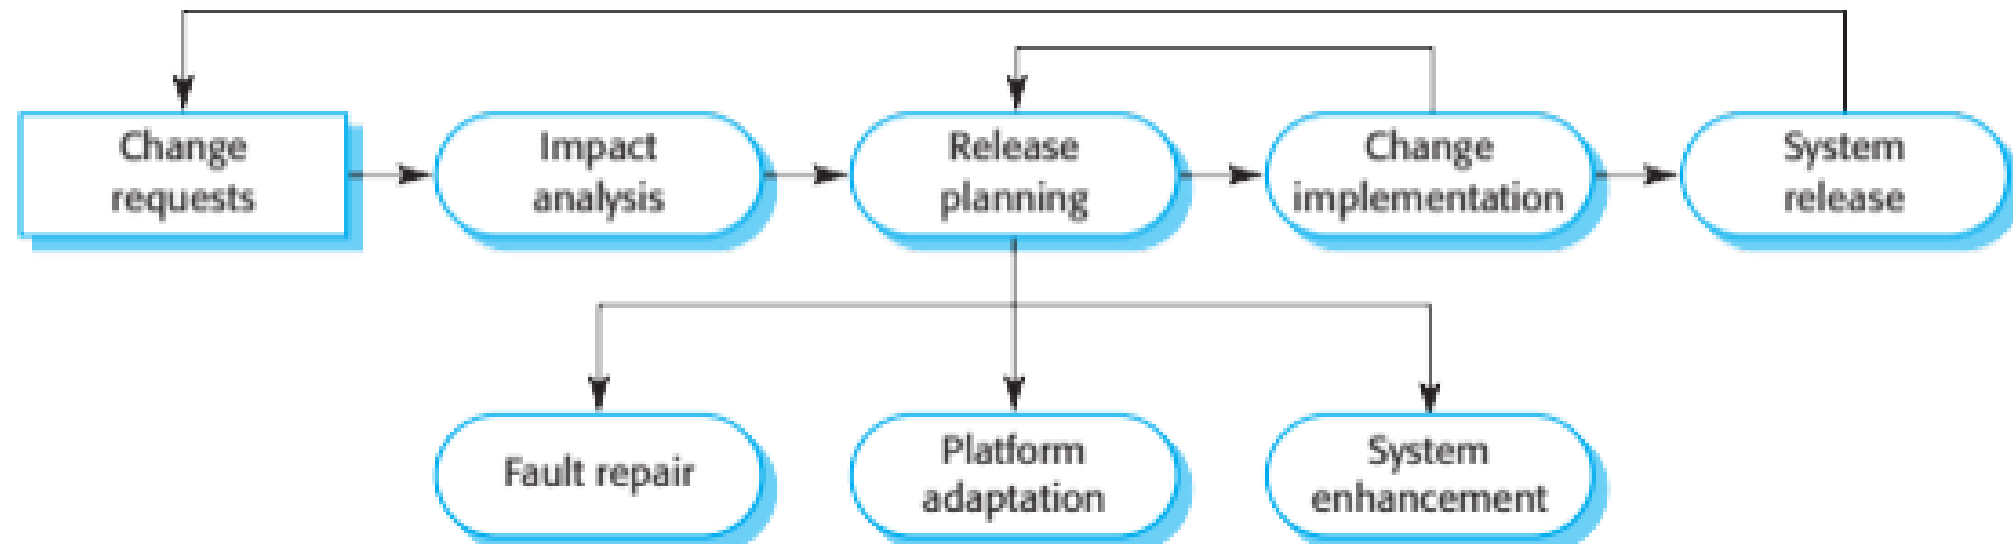 Change
requests
Impact
analysis
Release
planning
Change
implementation
System
release
Fault repair
Platform
adaptation
System
enhancement